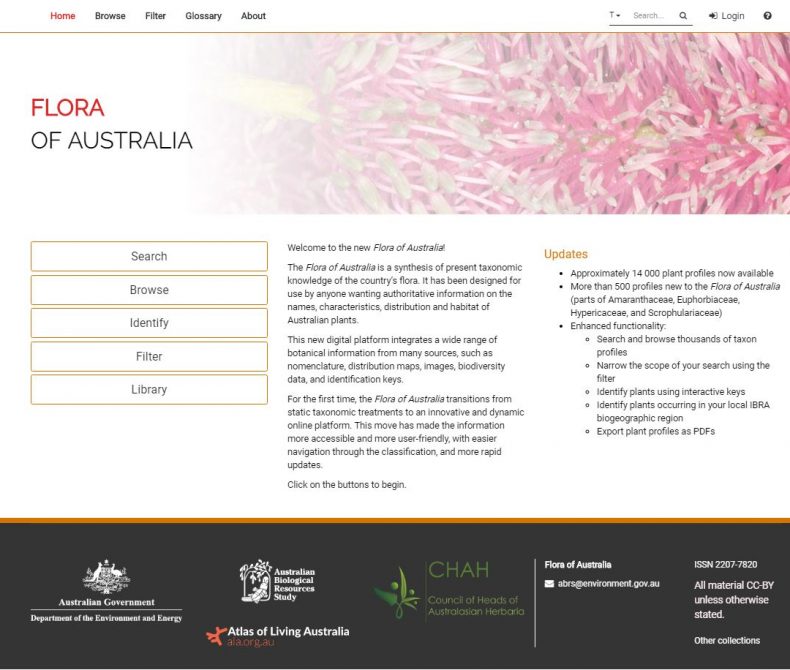 Home Browse Filter Glossary About
T Search... Login
FLORA
OF AUSTRALIA
Search
Browse
Identify
Filter
Library
Welcome to the new Flora of Australia!
The Flora of Australia is a synthesis of present taxonomic
knowledge of the country's flora. It has been designed for
use by anyone wanting authoritative information on the
names, characteristics, distribution and habitat of
Australian plants.
This new digital platform integrates a wide range of
botanical information from many sources, such as
nomenclature, distribution maps, images, biodiversity
data, and identification keys.
For the first time, the Flora of Australia transitions from
static taxonomic treatments to an innovative and dynamic
online platform. This move has made the information
more accessible and more user-friendly, with easier
navigation through the classification, and more rapid
updates.
Click on the buttons to begin.
Updates
• Approximately 14 000 plant profiles now available
• More than 500 profiles new to the Flora of Australia
(parts of Amaranthaceae, Euphorbiaceae,
Hypericaceae, and Scrophulariaceae)
• Enhanced functionality:
◦ Search and browse thousands of taxon
profiles
◦ Narrow the scope of your search using the
filter
◦ Identify plants using interactive keys
◦ Identify plants occurring in your local IBRA
biogeographic region
◦ Export plant profiles as PDFs
Australian Government
Department of the Environment and Energy
Australian
Biological
Resources
Study
Atlas of Living Australia
ala.org.au
CHAH
Council of Heads of
Australasian Herbaria
Flora of Australia
abrs@environment.gov.au
ISSN 2207-7820
All material CC-BY
unless otherwise
stated.
Other collections